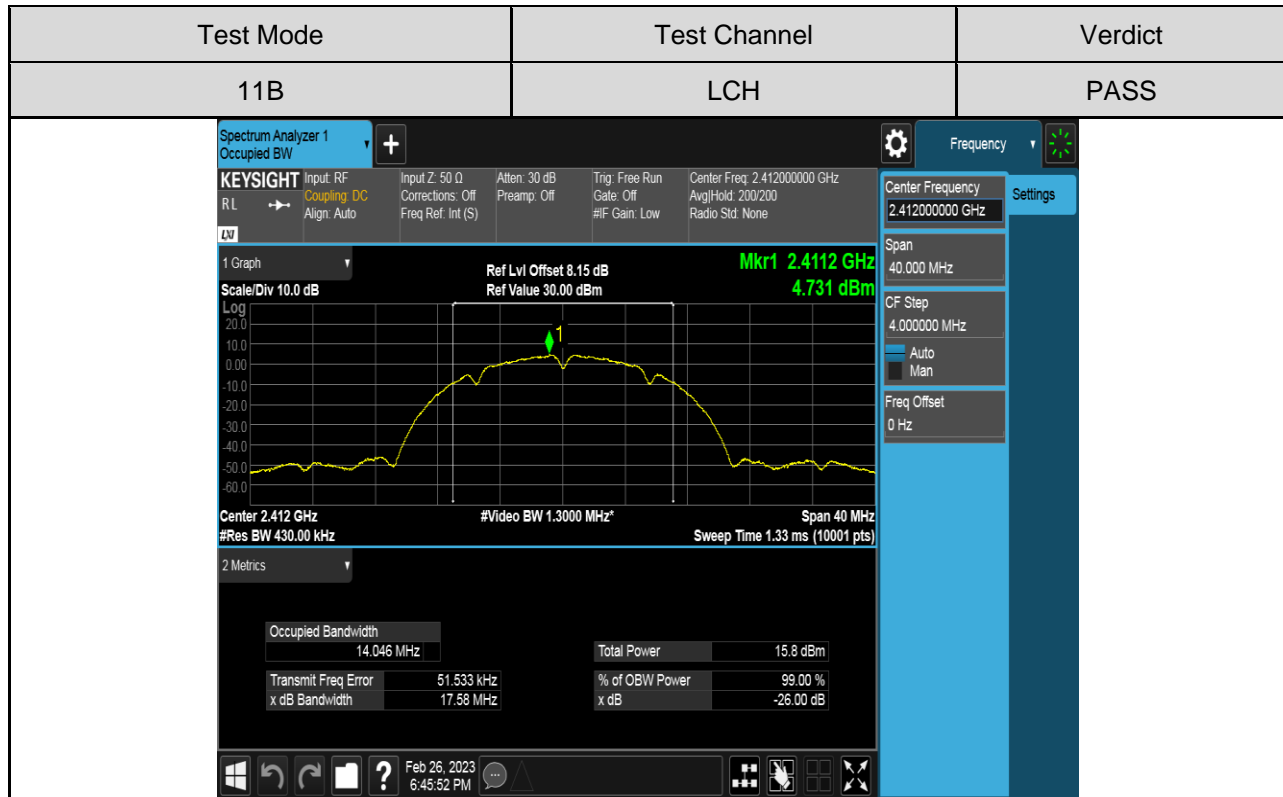 Test Mode Test Channel Verdict
11B LCH PASS
Spectrum Analyzer 1
Occupied BW
+
Frequency
KEYSIGHT Input: RF Input Z: 50 Ω Atten: 30 dB Trig: Free Run Center Freq: 2.412000000 GHz
RL Coupling: DC Corrections: Off Preamp: Off Gate: Off Avg|Hold: 200/200
Align: Auto Freq Ref: Int (S) #IF Gain: Low Radio Std: None
LXI
Center Frequency
2.412000000 GHz
Settings
Span
40.000 MHz
CF Step
4.000000 MHz
Auto
Man
Freq Offset
0 Hz
1 Graph
Ref Lvl Offset 8.15 dB
Mkr1 2.4112 GHz
Scale/Div 10.0 dB Ref Value 30.00 dBm 4.731 dBm
Log
20.0
10.0
0.00
-10.0
-20.0
-30.0
-40.0
-50.0
-60.0
1
Center 2.412 GHz #Video BW 1.3000 MHz* Span 40 MHz
#Res BW 430.00 kHz Sweep Time 1.33 ms (10001 pts)
2 Metrics
Occupied Bandwidth
14.046 MHz Total Power 15.8 dBm
Transmit Freq Error 51.533 kHz % of OBW Power 99.00 %
x dB Bandwidth 17.58 MHz x dB -26.00 dB
? Feb 26, 2023
6:45:52 PM